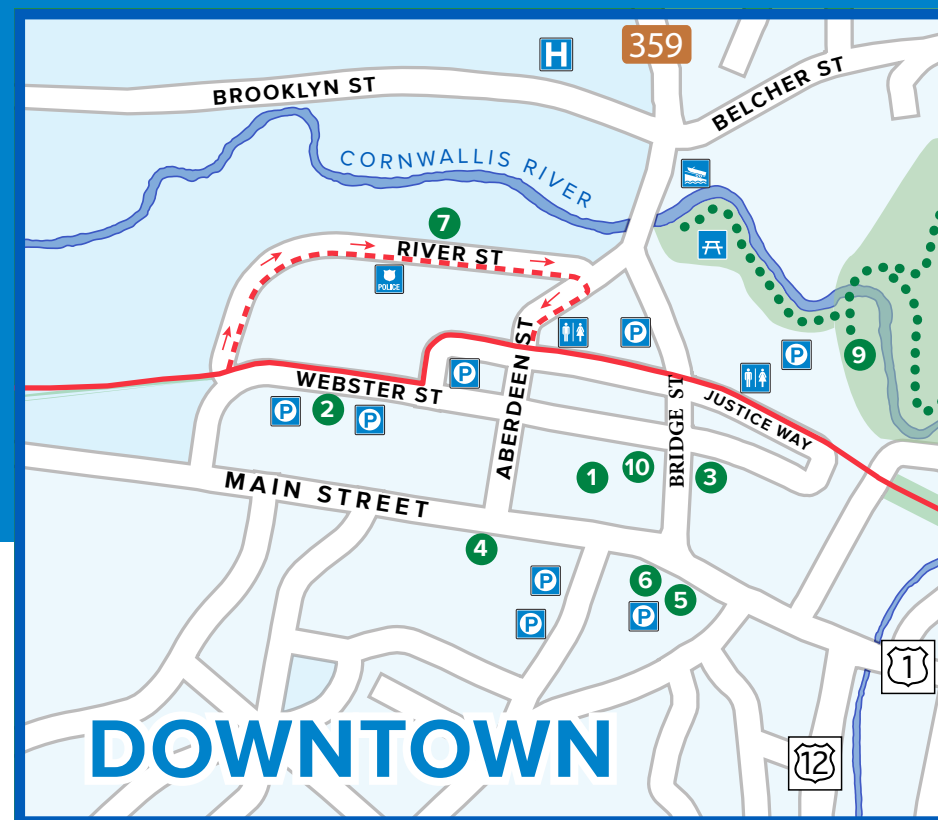 H
359
BROOKLYN ST
BELCHER ST
CORNWALLIS RIVER
7
RIVER ST
POLICE
P
9
P
P
WEBSTER ST
ABERDEEN ST
BRIDGE ST
JUSTICE WAY
P
2
P
1
10
3
MAIN STREET
4
P
6
5
P
P
1
12
DOWNTOWN